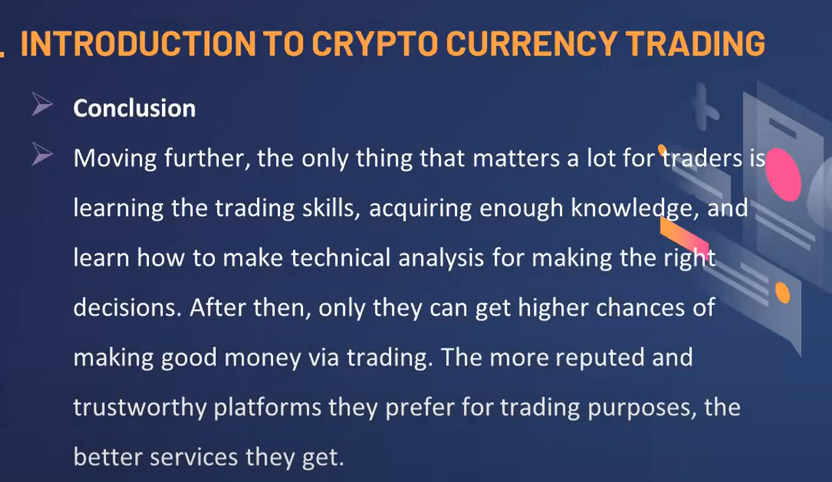 . INTRODUCTION TO CRYPTO CURRENCY TRADING
Conclusion
Moving further, the only thing that matters a lot for traders is
learning the trading skills, acquiring enough knowledge, and
learn how to make technical analysis for making the right
decisions. After then, only they can get higher chances of
making good money via trading. The more reputed and
trustworthy platforms they prefer for trading purposes, the
better services they get.